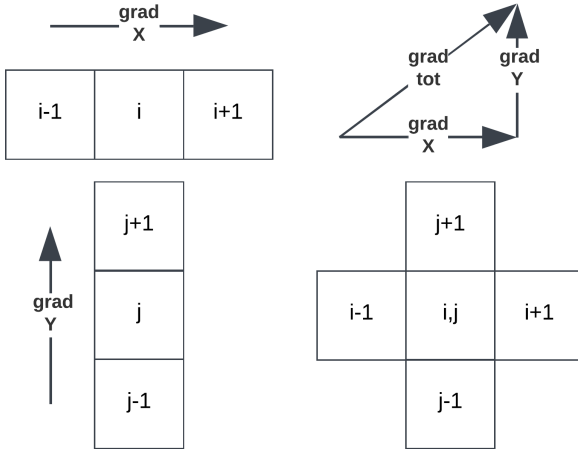 grad
X
i-1 i i+1
grad
tot
grad
Y
grad
X
grad
Y
j+1
j
j-1
j+1
i-1 i,j i+1
j-1